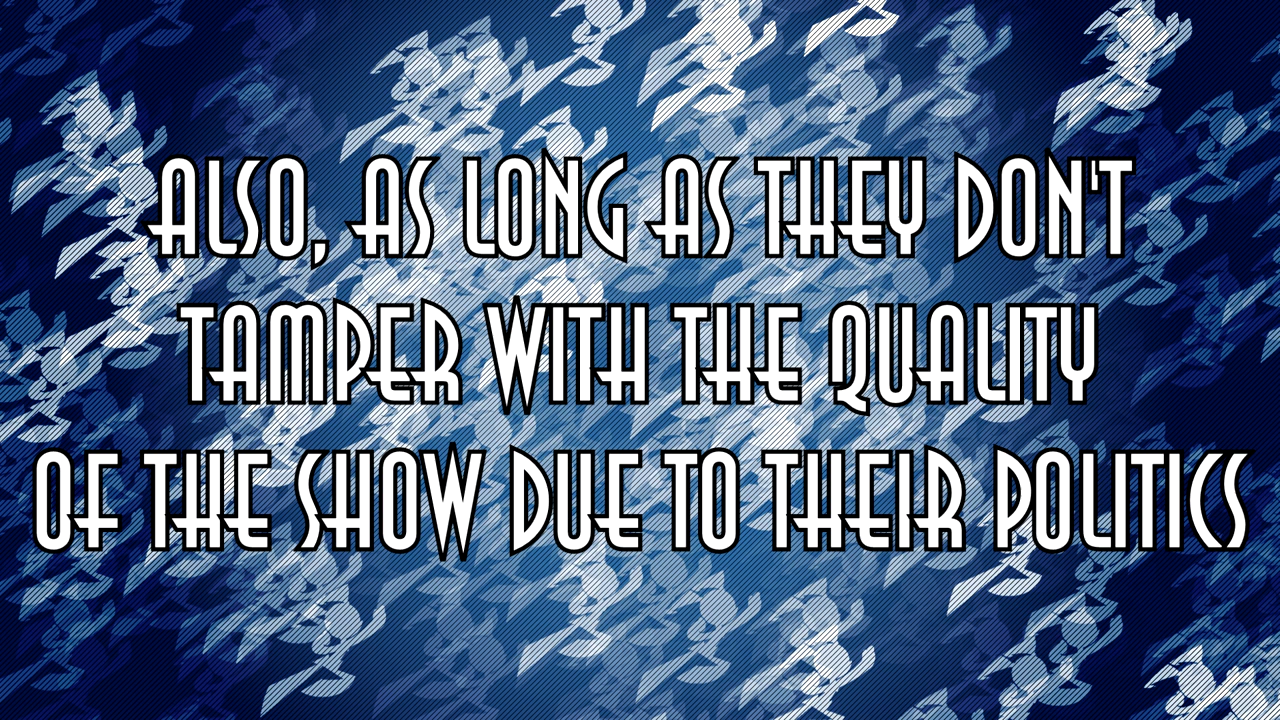 ALSO, AS LONG AS THEY DON'T
TAMPER WITH THE QUALITY
OF THE SHOW DUE TO THEIR POLITICS